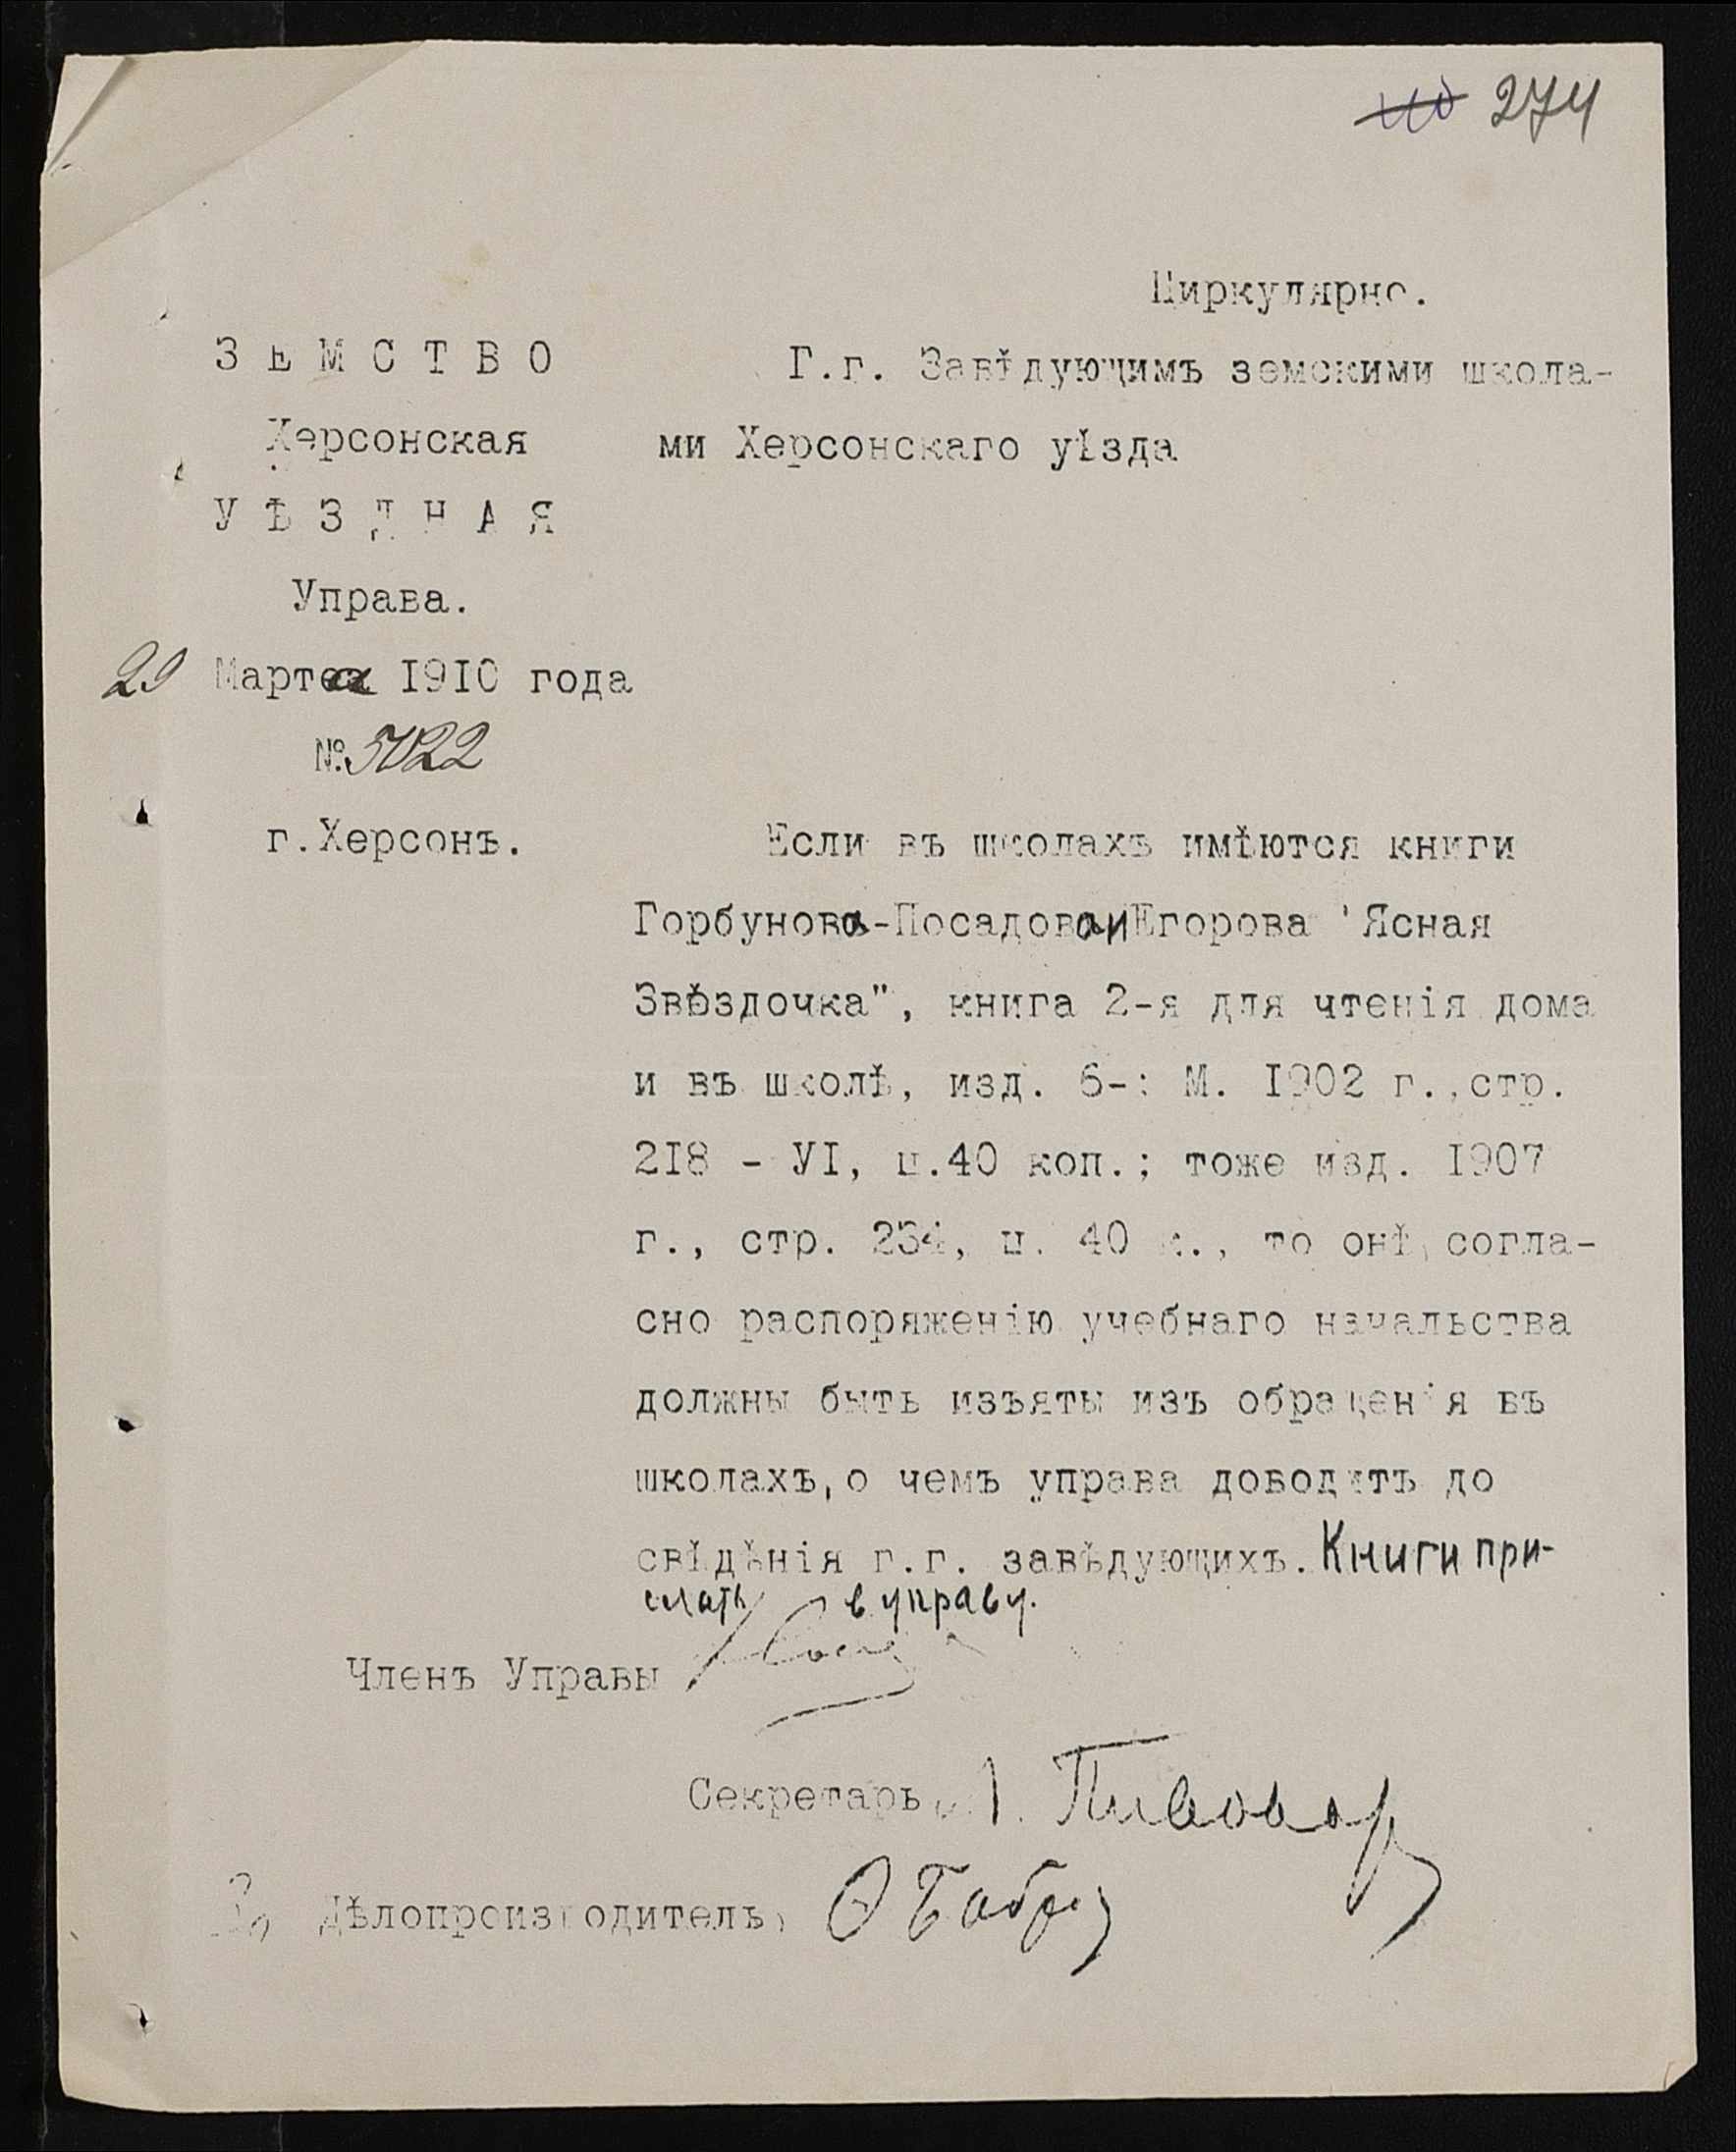 274
Циркулярно.
ЗЕМСТВО
Херсонская
УѢЗДНАЯ
Управа.
29 Марта 1910 года
№ 5022
г.Херсонъ.
Г.г. Завѣдующимъ земскими школа-
ми Херсонскаго уѣзда
Если въ школахъ имѣются книги
Горбунова-Посадова и Егорова "Ясная
Звѣздочка", книга 2-я для чтенія дома
и въ школѣ, изд. 6-: М. 1902 г.,стр.
218 - УI, ц.40 коп.; тоже изд. 1907
г., стр. 234, ц. 40 к., то онѣ, согла-
сно распоряженію учебнаго начальства
должны быть изъяты изъ обращенія въ
школахъ, о чемъ управа доводитъ до
свѣдѣнія г.г. завѣдующихъ. Книги при-
слать в управу.
Членъ Управы
Секретарь Пивовар
За Дѣлопроизводитель,